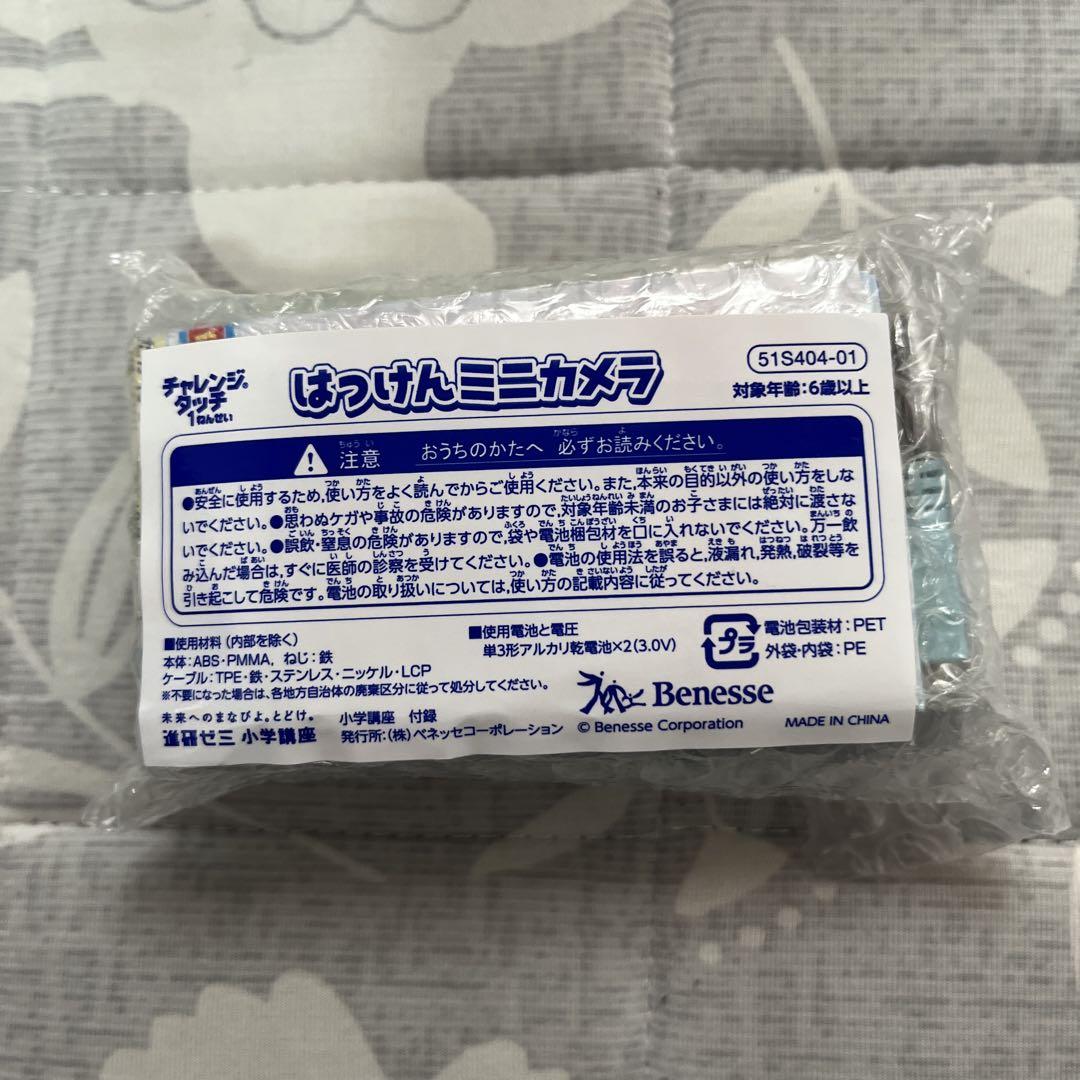 チャレンジ
タッチ
1ねんせい
はっけんミニカメラ
51S404-01
対象年齢:6歳以上
注意 おうちのかたへ 必ずお読みください。
●安全に使用するため、使い方をよく読んでからご使用ください。また、本来の目的以外の使い方をしな
いでください。●思わぬケガや事故の危険がありますので、対象年齢未満のお子さまには絶対に渡さな
いでください。●誤飲・窒息の危険がありますので、袋や電池梱包材を口に入れないでください。万一飲
み込んだ場合は、すぐに医師の診察を受けてください。●電池の使用法を誤ると、液漏れ、発熱、破裂等を
引き起こして危険です。電池の取り扱いについては、使い方の記載内容に従ってください。
■使用材料(内部を除く)
本体:ABS・PMMA、ねじ:鉄
ケーブル:TPE・鉄・ステンレス・ニッケル・LCP
※不要になった場合は、各地方自治体の廃棄区分に従って処分してください。
■使用電池と電圧
単3形アルカリ乾電池×2(3.0V)
プラ
電池包装材:PET
外袋・内袋:PE
Benesse
未来へのまなびよ。とどけ。
進研ゼミ 小学講座
小学講座 付録
発行所:(株)ベネッセコーポレーション
© Benesse Corporation
MADE IN CHINA